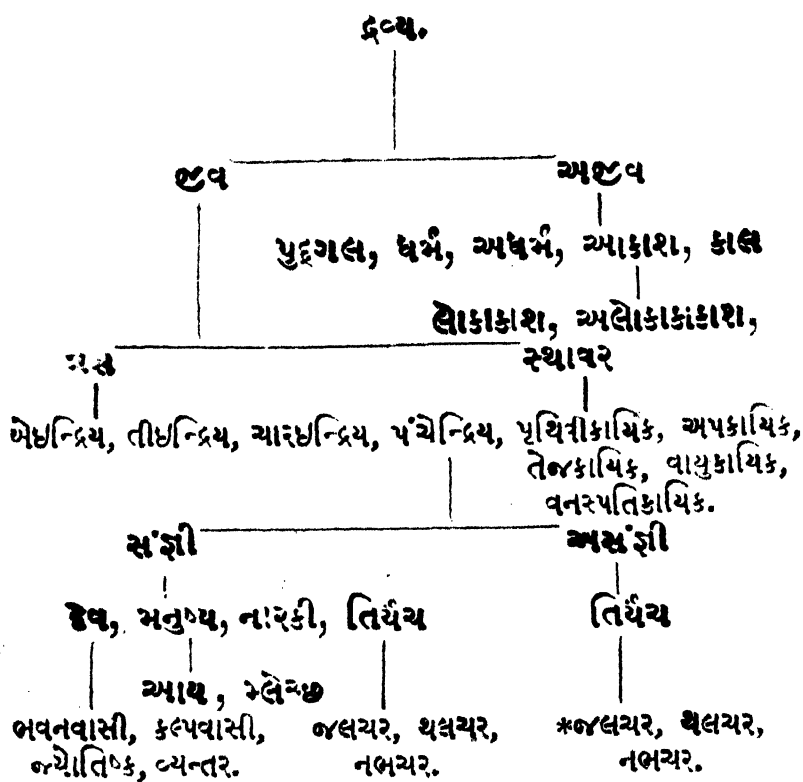 દ્રવ્ય.
જીવ અજીવ
પુદ્દગલ, ધર્મ, અધર્મ, આકાશ, કાલ
લોકાકાશ, અલોકાકાંકાશ,
ત્રસ સ્થાવર
બેઇન્દ્રિય, તીઇન્દ્રિય, ચારઇન્દ્રિય, પંચેન્દ્રિય, પૃથિવીકાયિક, અપકાયિક,
તેજકાયિક, વાયુકાયિક,
વનસ્પતિકાયિક.
સંજ્ઞી અસંજ્ઞી
દેવ, મનુષ્ય, નારકી, તિર્યંચ તિર્યંચ
આર્ય, મ્લેચ્છ
ભવનવાસી, કલ્પવાસી, જલચર, થલચર, *જલચર, થલચર,
જ્યોતિષ્ક, વ્યન્તર. નભચર. નભચર.